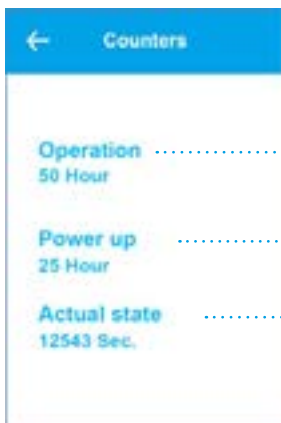 Counters
Operation
50 Hour
Power up
25 Hour
Actual state
12543 Sec.